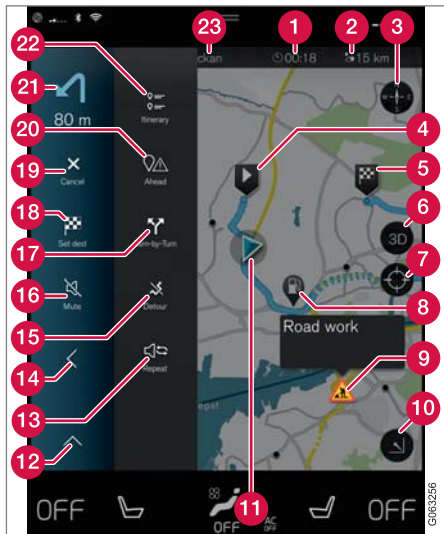 23 1 2 3
22
ckan 00:18 15 km
21
Itinerary
80 m
20 4
19 5
Cancel Ahead
18 6
3D
Set dest
17 rn-by-Turn
7
16 8
Mute Detour
15
Road work
14 9
Repeat
13
egat
10
12 11
OFF OFF AC OFF OFF
G063256